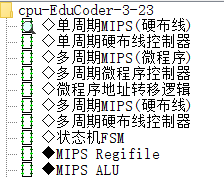 cpu-EduCoder-3-23
◇单周期MIPS(硬布线)
◇单周期硬布线控制器
◇多周期MIPS(微程序)
◇多周期微程序控制器
◇微程序地址转移逻辑
◇多周期MIPS(硬布线)
◇多周期硬布线控制器
◇状态机FSM
◆MIPS Regifile
◆MIPS ALU